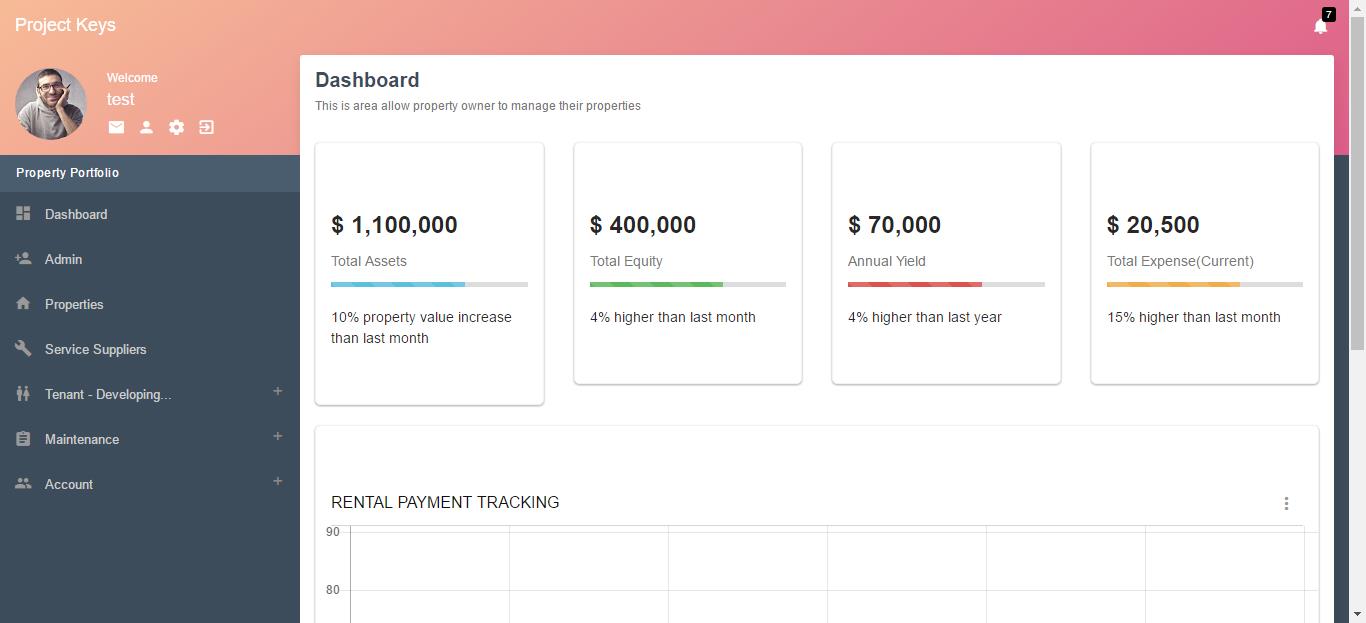 Project Keys
7
Welcome
test
Property Portfolio
Dashboard
Admin
Properties
Service Suppliers
Tenant - Developing...
+
Maintenance
+
Account
+
Dashboard
This is area allow property owner to manage their properties
$ 1,100,000
Total Assets
10% property value increase
than last month
$ 400,000
Total Equity
4% higher than last month
$ 70,000
Annual Yield
4% higher than last year
$ 20,500
Total Expense(Current)
15% higher than last month
RENTAL PAYMENT TRACKING
90
80